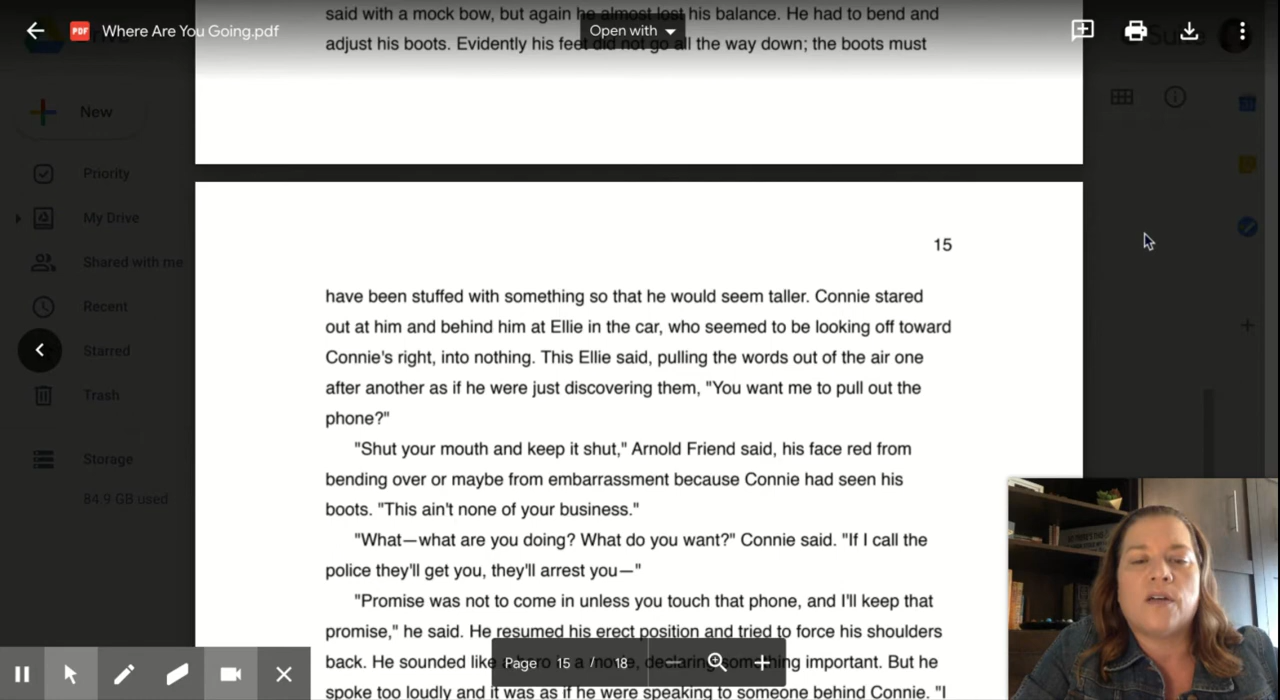 said with a mock bow, but again he almost lost his balance. He had to bend and
Where Are You Going.pdf
Open with
adjust his boots. Evidently his feet did not go all the way down; the boots must
New
Priority
My Drive
Shared with me
Recent
Starred
Trash
Storage
84.9 GB used
15
have been stuffed with something so that he would seem taller. Connie stared
out at him and behind him at Ellie in the car, who seemed to be looking off toward
Connie's right, into nothing. This Ellie said, pulling the words out of the air one
after another as if he were just discovering them, "You want me to pull out the
phone?"
"Shut your mouth and keep it shut," Arnold Friend said, his face red from
bending over or maybe from embarrassment because Connie had seen his
boots. "This ain't none of your business."
"What—what are you doing? What do you want?" Connie said. "If I call the
police they'll get you, they'll arrest you—"
"Promise was not to come in unless you touch that phone, and I'll keep that
promise," he said. He resumed his erect position and tried to force his shoulders
back. He sounded like a hero in a movie, declaring something important. But he
Page 15 / 18
spoke too loudly and it was as if he were speaking to someone behind Connie. "I